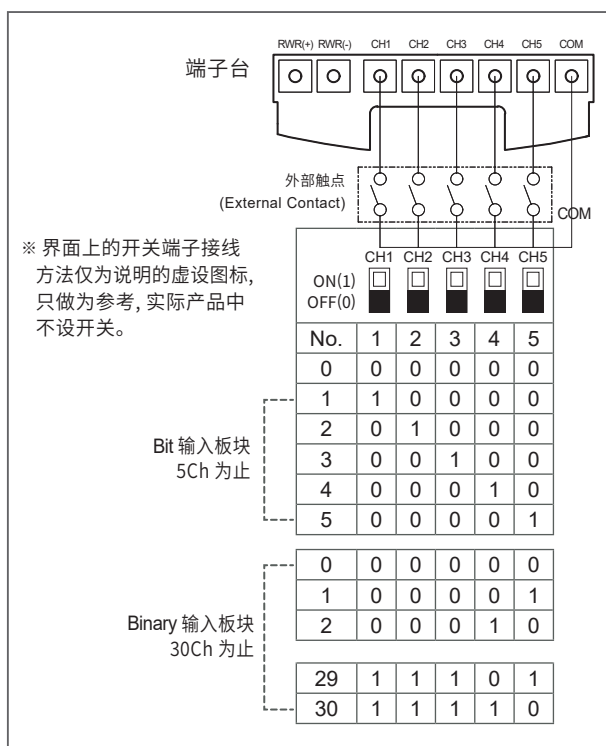 RWR(+) RWR(-) CH1 CH2 CH3 CH4 CH5 COM
端子台
外部触点
(External Contact)
COM
※ 界面上的开关端子接线
方法仅为说明的虚设图标,
只做为参考, 实际产品中
不设开关。
CH1 CH2 CH3 CH4 CH5
ON(1)
OFF(0)
No. 1 2 3 4 5
0 0 0 0 0 0
1 1 0 0 0 0
2 0 1 0 0 0
3 0 0 1 0 0
4 0 0 0 1 0
5 0 0 0 0 1
Bit 输入板块
5Ch 为止
0 0 0 0 0 0
1 0 0 0 0 1
2 0 0 0 1 0
Binary 输入板块
30Ch 为止
29 1 1 1 0 1
30 1 1 1 1 0